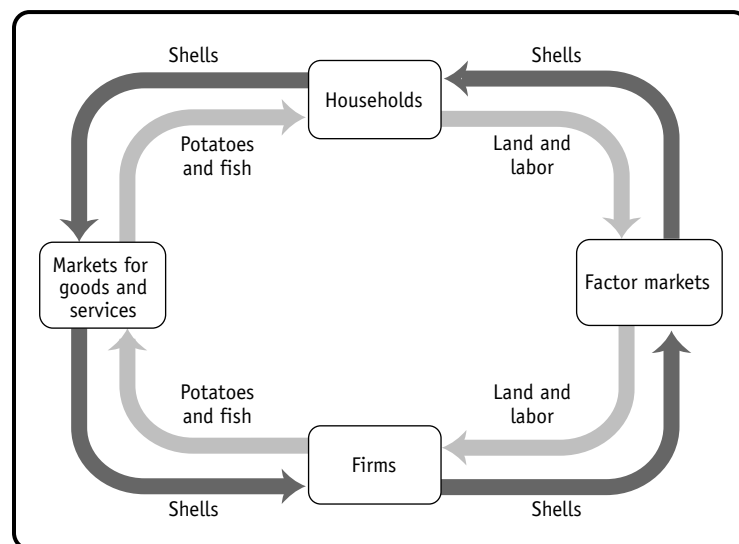 Shells
Shells
Households
Potatoes
and fish
Land and
labor
Markets for
goods and
services
Factor markets
Potatoes
and fish
Land and
labor
Firms
Shells
Shells